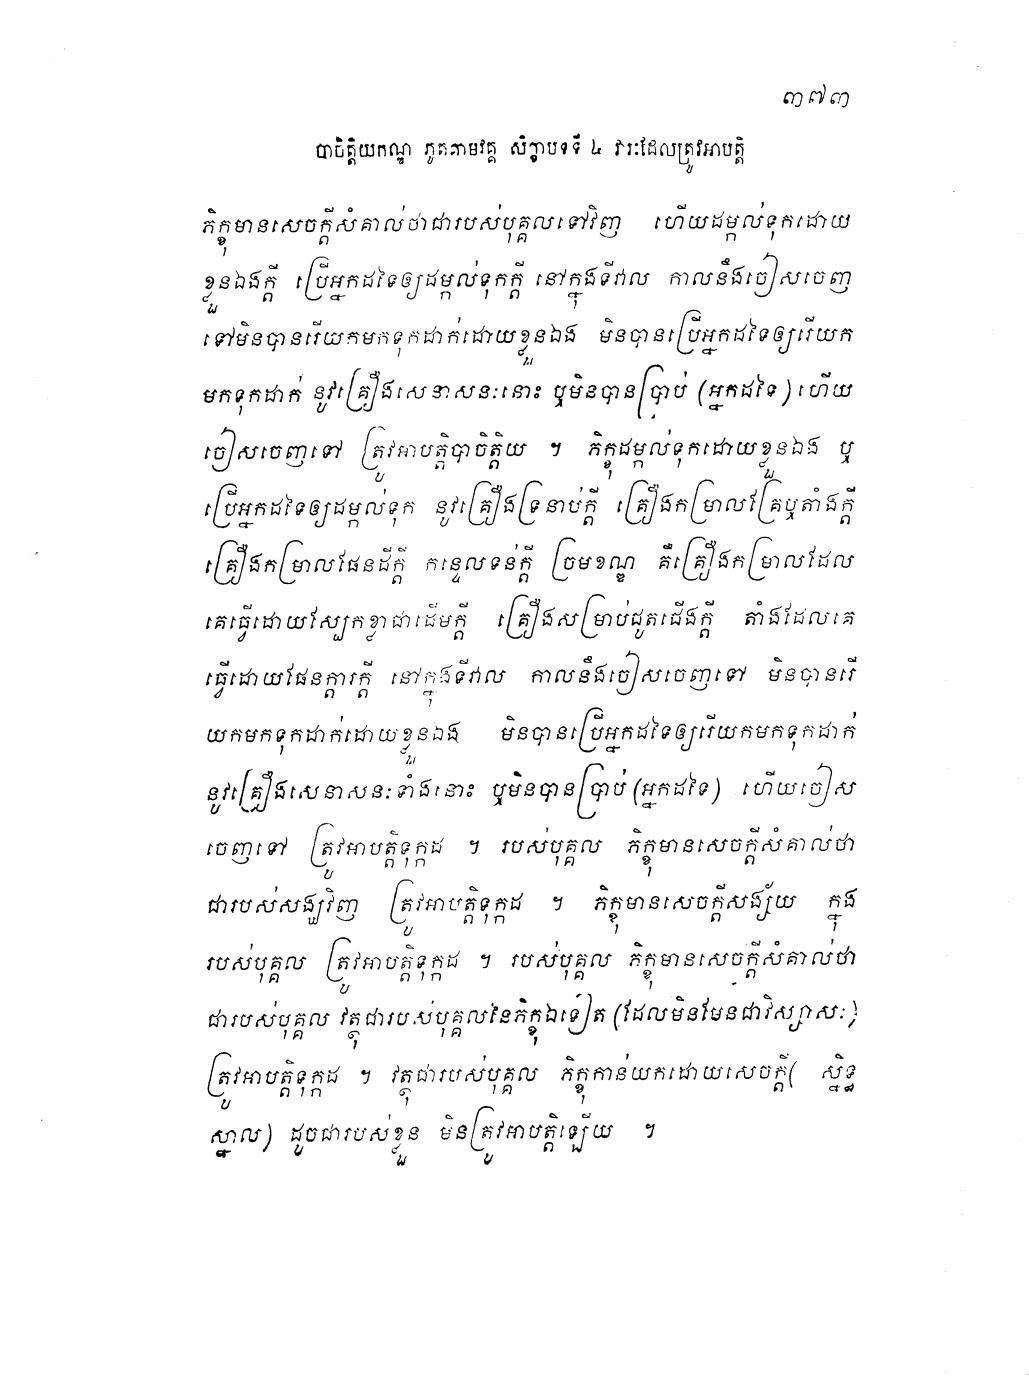 ៣៧៣
បាចិត្តិយកណ្ឌ ភូតគាមវគ្គ សិក្ខាបទទី ៤ វារៈដែលត្រូវអាបត្តិ
ភិក្ខុមានសេចក្តីសំគាល់ថាជារបស់បុគ្គលទៅវិញ ហើយដម្កល់ទុកដោយ
ខ្លួនឯងក្តី ប្រើអ្នកដទៃឲ្យដម្កល់ទុកក្តី នៅក្នុងទីវាល កាលនឹងចៀសចេញ
ទៅមិនបានរើយកមកទុកដាក់ដោយខ្លួនឯង មិនបានប្រើអ្នកដទៃឲ្យរើយក
មកទុកដាក់ នូវគ្រឿងសេនាសនៈនោះ ឬមិនបានប្រាប់ (អ្នកដទៃ) ហើយ
ចៀសចេញទៅ ត្រូវអាបត្តិបាចិត្តិយ ។ ភិក្ខុដម្កល់ទុកដោយខ្លួនឯង ឬ
ប្រើអ្នកដទៃឲ្យដម្កល់ទុក នូវគ្រឿងទ្រនាប់ក្តី គ្រឿងកម្រាលគ្រែឬតាំងក្តី
គ្រឿងកម្រាលផែនដីក្តី កន្ទេលទន់ក្តី ចម្មខណ្ឌ គឺគ្រឿងកម្រាលដែល
គេធ្វើដោយស្បែកខ្លាជាដើមក្តី គ្រឿងសម្រាប់ជូតជើងក្តី តាំងដែលគេ
ធ្វើដោយផែនក្តារក្តី នៅក្នុងទីវាល កាលនឹងចៀសចេញទៅ មិនបានរើ
យកមកទុកដាក់ដោយខ្លួនឯង មិនបានប្រើអ្នកដទៃឲ្យរើយកមកទុកដាក់
នូវគ្រឿងសេនាសនៈទាំងនោះ ឬមិនបានប្រាប់ (អ្នកដទៃ) ហើយចៀស
ចេញទៅ ត្រូវអាបត្តិទុក្កដ ។ របស់បុគ្គល ភិក្ខុមានសេចក្តីសំគាល់ថា
ជារបស់សង្ឃវិញ ត្រូវអាបត្តិទុក្កដ ។ ភិក្ខុមានសេចក្តីសង្ស័យ ក្នុង
របស់បុគ្គល ត្រូវអាបត្តិទុក្កដ ។ របស់បុគ្គល ភិក្ខុមានសេចក្តីសំគាល់ថា
ជារបស់បុគ្គល វត្ថុជារបស់បុគ្គលនៃភិក្ខុឯទៀត (ដែលមិនមែនជាវិស្សាសៈ)
ត្រូវអាបត្តិទុក្កដ ។ វត្ថុជារបស់បុគ្គល ភិក្ខុកាន់យកដោយសេចក្តី( ស្និទ្ធ
ស្នាល) ដូចជារបស់ខ្លួន មិនត្រូវអាបត្តិឡើយ ។